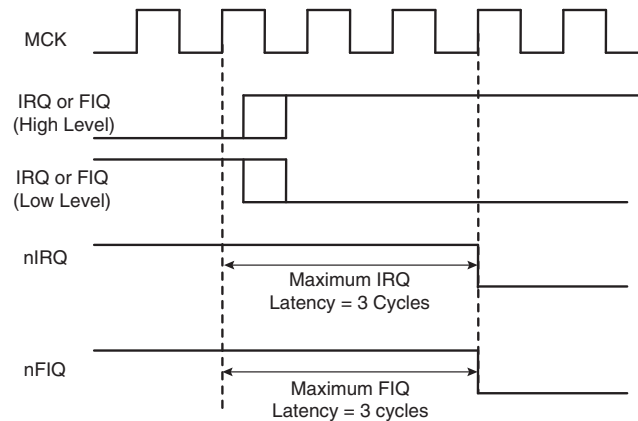 MCK
IRQ or FIQ
(High Level)
IRQ or FIQ
(Low Level)
nIRQ
Maximum IRQ
Latency = 3 Cycles
nFIQ
Maximum FIQ
Latency = 3 cycles